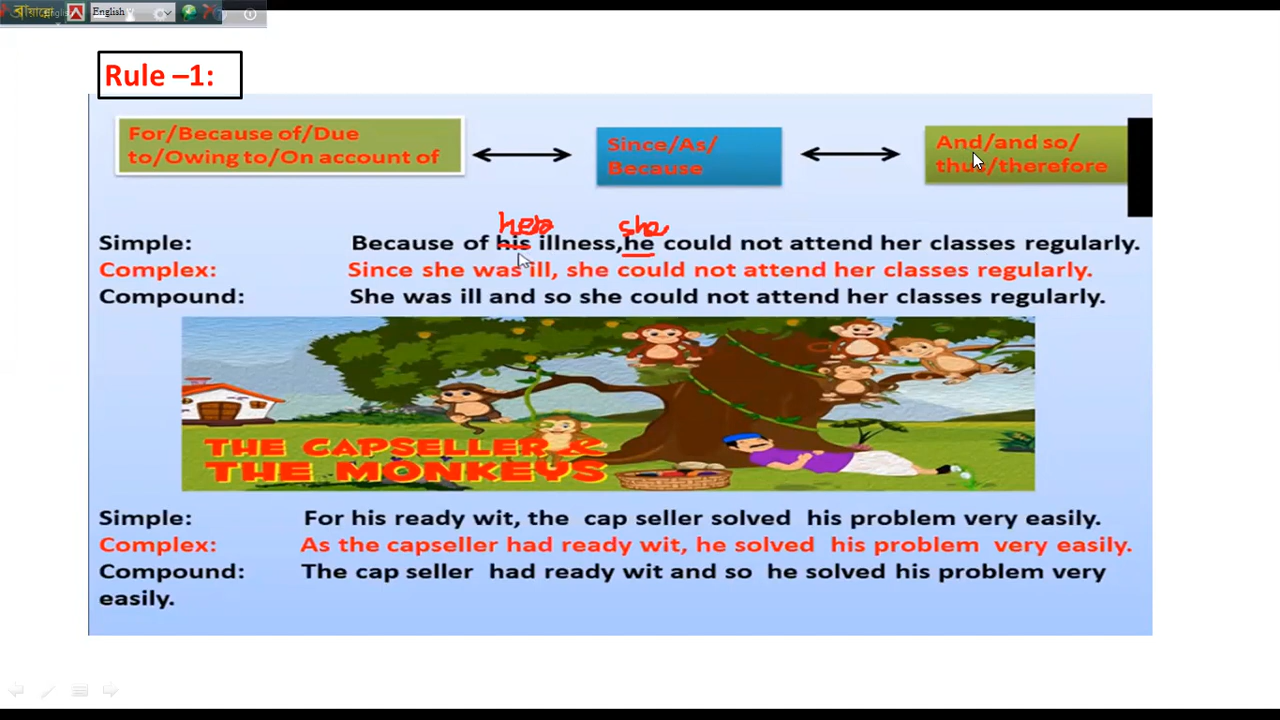 English
Rule –1:
For/Because of/Due
to/Owing to/On account of
Since/As/
Because
And/and so/
thus/therefore
her she
Simple: Because of his illness,he could not attend her classes regularly.
Complex: Since she was ill, she could not attend her classes regularly.
Compound: She was ill and so she could not attend her classes regularly.
THE CAPSELLER &
THE MONKEYS
Simple: For his ready wit, the cap seller solved his problem very easily.
Complex: As the capseller had ready wit, he solved his problem very easily.
Compound: The cap seller had ready wit and so he solved his problem very
easily.